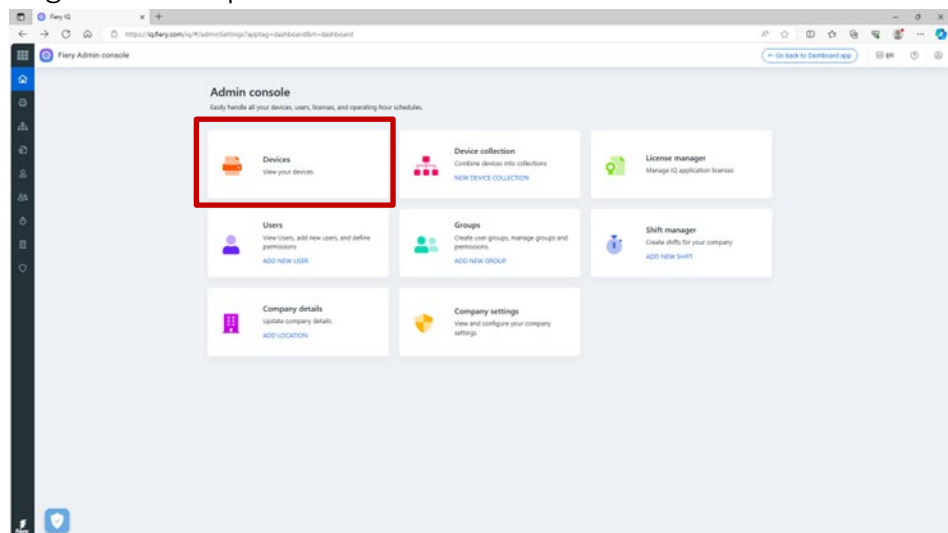 Fiery IQ
https://iq.fiery.com/iq/#/adminSettings?apptag=dashboard&rt=dashboard
Fiery Admin console
Go back to Dashboard app
EN
Admin console
Easily handle all your devices, users, licenses, and operating hour schedules.
Devices
View your devices
Device collection
Combine devices into collections
NEW DEVICE COLLECTION
License manager
Manage IQ application licenses
Users
View Users, add new users, and define
permissions
ADD NEW USER
Groups
Create user groups, manage groups and
permissions.
ADD NEW GROUP
Shift manager
Create shifts for your company
ADD NEW SHIFT
Company details
Update company details
ADD LOCATION
Company settings
View and configure your company
settings